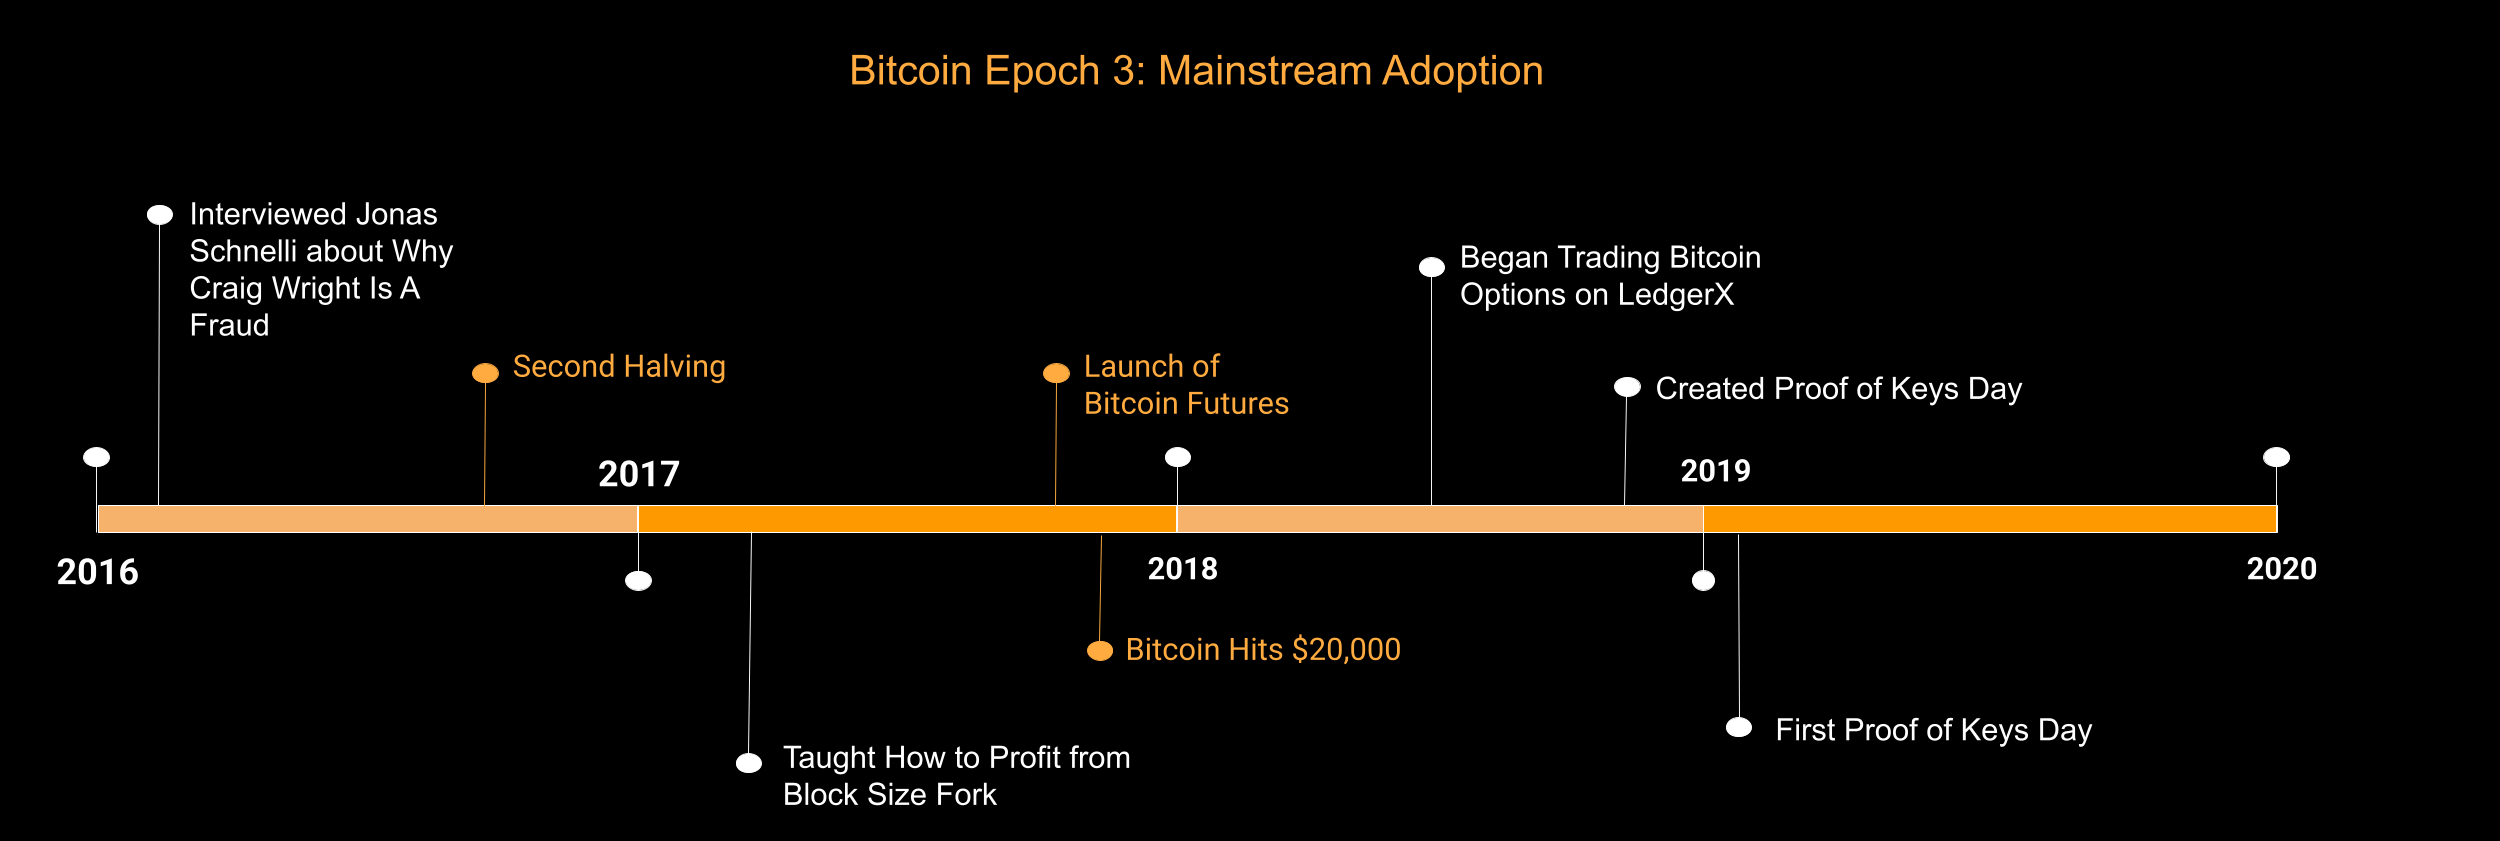 Bitcoin Epoch 3: Mainstream Adoption
Interviewed Jonas
Schnelli about Why
Craig Wright Is A
Fraud
Began Trading Bitcoin
Options on LedgerX
Second Halving
Launch of
Bitcoin Futures
Created Proof of Keys Day
2017
2019
2016
2018
2020
Bitcoin Hits $20,000
First Proof of Keys Day
Taught How to Profit from
Block Size Fork